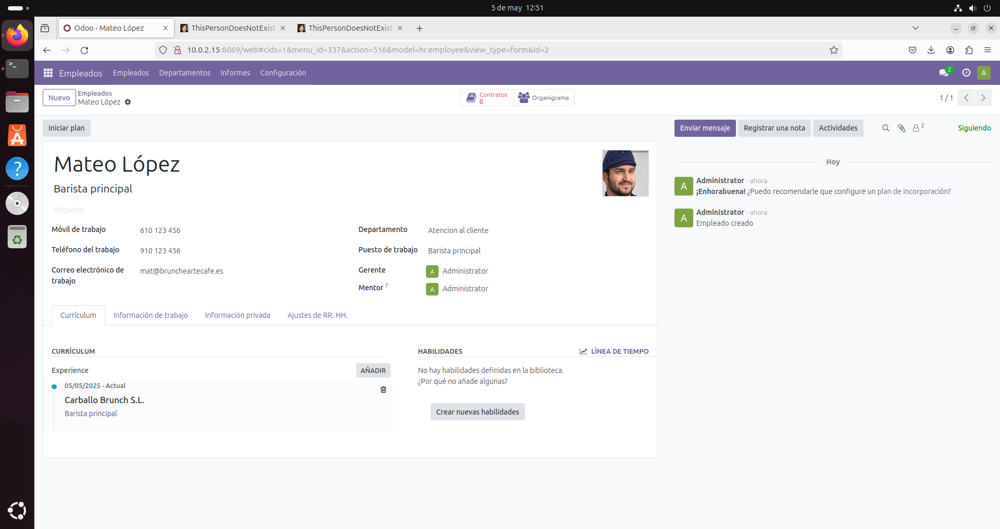 5 de may 12:51
Odoo - Mateo López
ThisPersonDoesNotExist
ThisPersonDoesNotExist
10.0.2.15:8069/web#cids=1&menu_id=337&action=516&model=hr.employee&view_type=form&id=2
Empleados Empleados Departamentos Informes Configuración 2 A
Nuevo
Empleados
Mateo López
Contratos
0
Organigrama
1 / 1
Iniciar plan
Enviar mensaje Registrar una nota Actividades 2 Siguiendo
Mateo López
Barista principal
Etiquetas
Móvil de trabajo 610 123 456
Teléfono del trabajo 910 123 456
Correo electrónico de trabajo mat@bruncheartecafe.es
Departamento Atencion al cliente
Puesto de trabajo Barista principal
Gerente A Administrator
Mentor ? A Administrator
Currículum Información de trabajo Información privada Ajustes de RR. HH.
CURRÍCULUM
Experience AÑADIR
05/05/2025 - Actual
Carballo Brunch S.L.
Barista principal
HABILIDADES LÍNEA DE TIEMPO
No hay habilidades definidas en la biblioteca.
¿Por qué no añade algunas?
Crear nuevas habilidades
Hoy
A Administrator - ahora
¡Enhorabuena! ¿Puedo recomendarle que configure un plan de incorporación?
A Administrator - ahora
Empleado creado